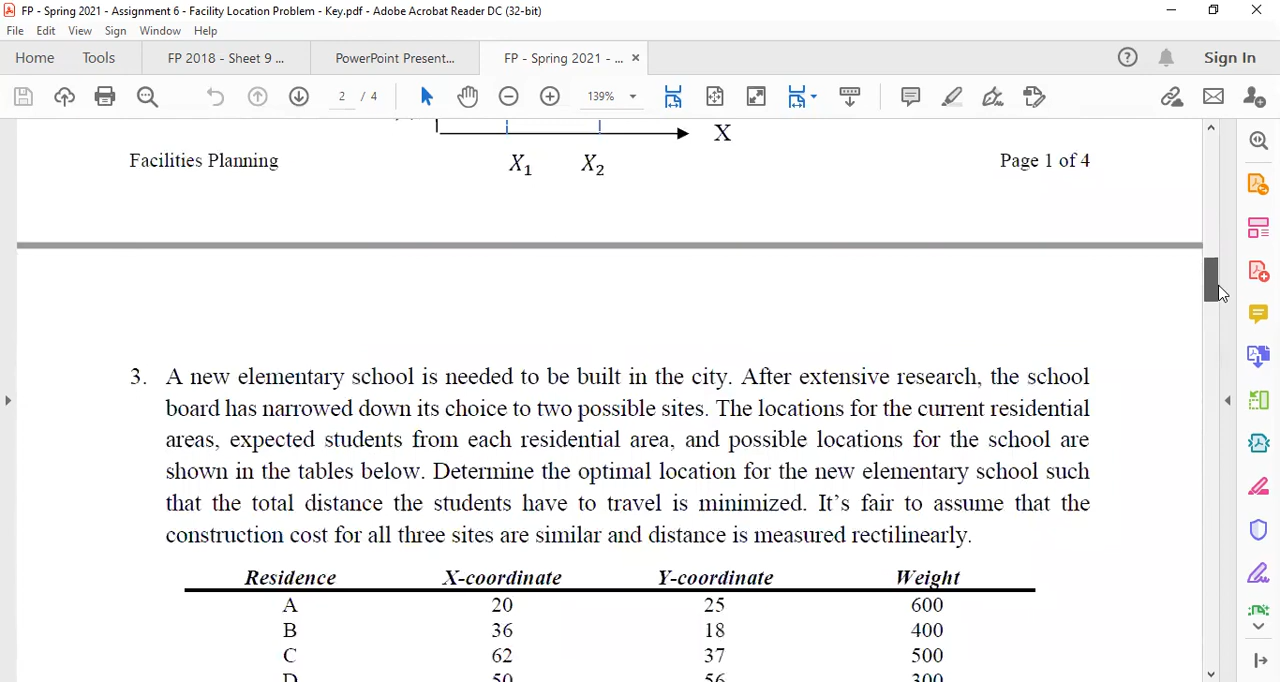 FP - Spring 2021 - Assignment 6 - Facility Location Problem - Key.pdf - Adobe Acrobat Reader DC (32-bit)
File Edit View Sign Window Help
Home Tools FP 2018 - Sheet 9 ... PowerPoint Present... FP - Spring 2021 - ... × Sign In
2 / 4 139%
X
Facilities Planning X₁ X₂ Page 1 of 4
3. A new elementary school is needed to be built in the city. After extensive research, the school
board has narrowed down its choice to two possible sites. The locations for the current residential
areas, expected students from each residential area, and possible locations for the school are
shown in the tables below. Determine the optimal location for the new elementary school such
that the total distance the students have to travel is minimized. It's fair to assume that the
construction cost for all three sites are similar and distance is measured rectilinearly.
Residence X-coordinate Y-coordinate Weight
A 20 25 600
B 36 18 400
C 62 37 500
D 50 56 300